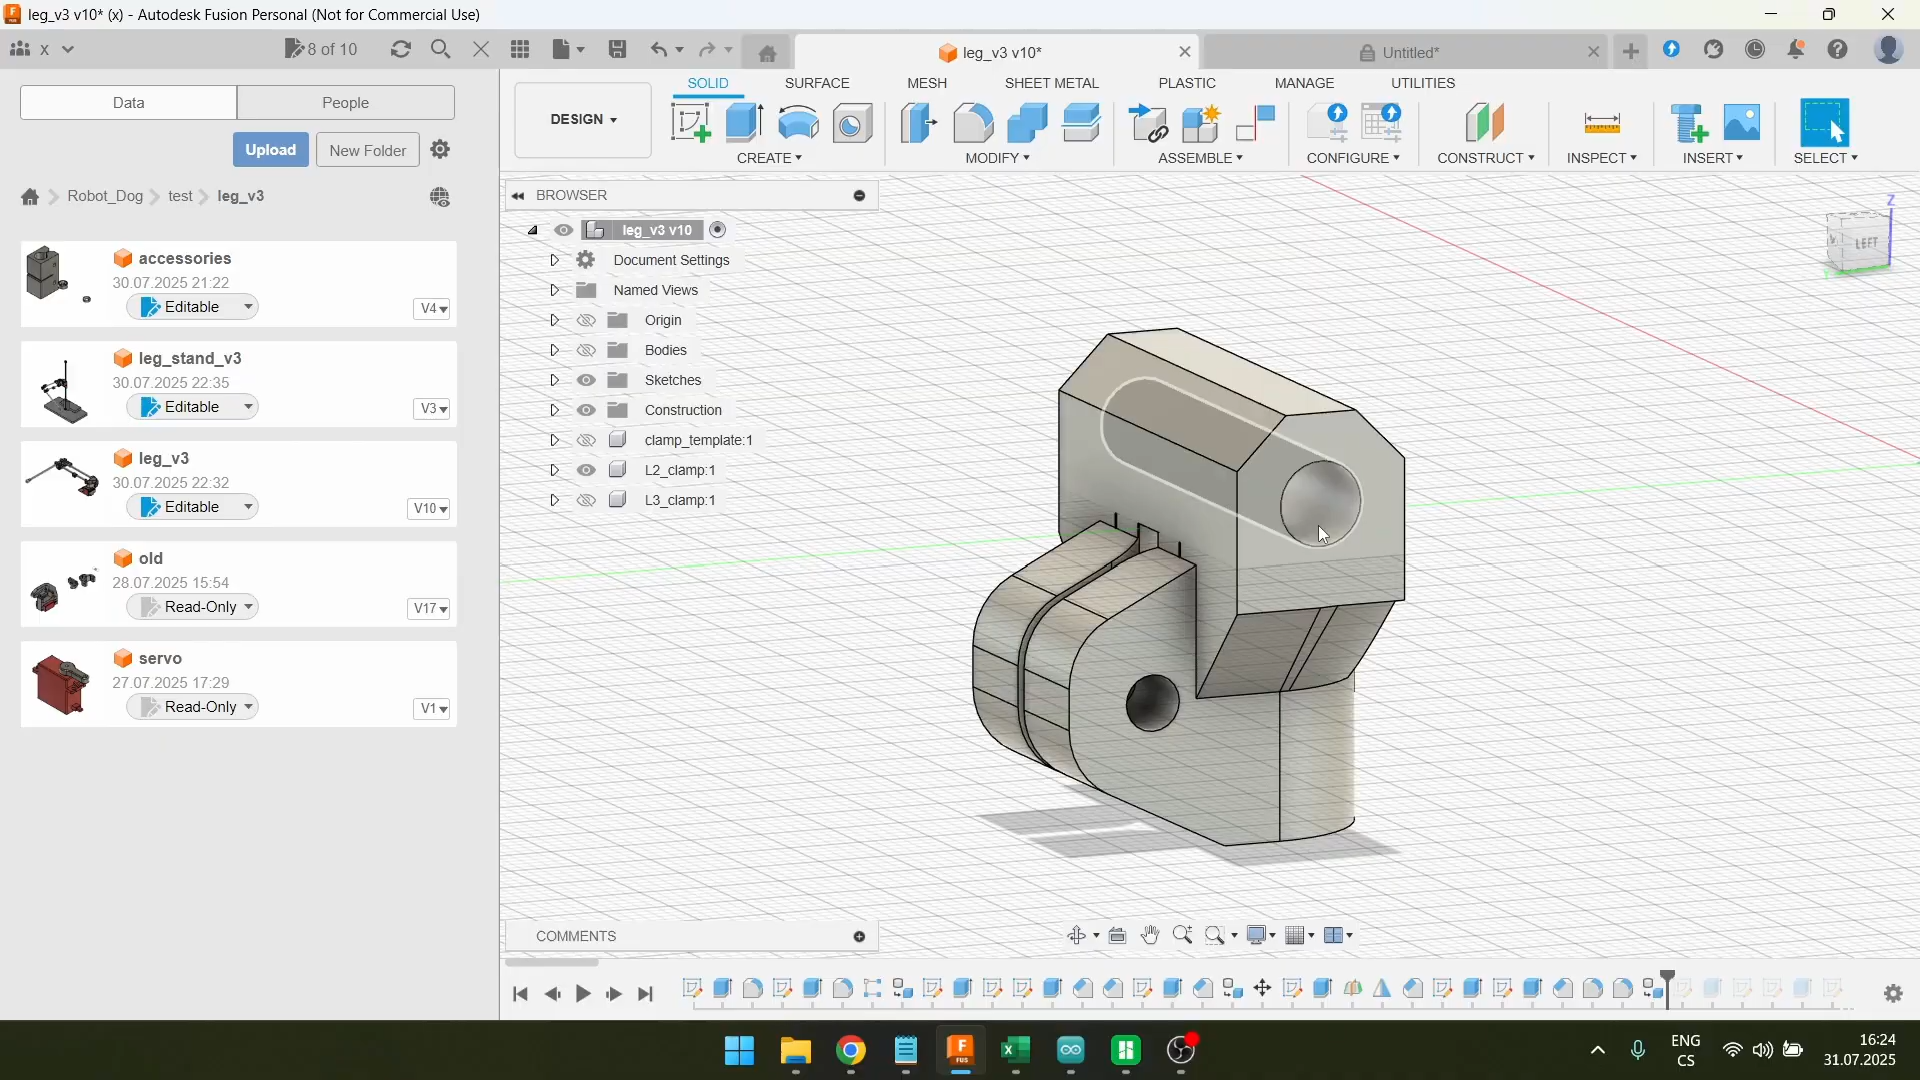 leg_v3 v10* (x) - Autodesk Fusion Personal (Not for Commercial Use)
x
8 of 10
leg_v3 v10*
Untitled*
Data
People
Upload
New Folder
Robot_Dog
test
leg_v3
accessories
30.07.2025 21:22
Editable
V4
leg_stand_v3
30.07.2025 22:35
Editable
V3
leg_v3
30.07.2025 22:32
Editable
V10
old
28.07.2025 15:54
Read-Only
V17
servo
27.07.2025 17:29
Read-Only
V1
DESIGN
SOLID
SURFACE
MESH
SHEET METAL
PLASTIC
MANAGE
UTILITIES
CREATE
MODIFY
ASSEMBLE
CONFIGURE
CONSTRUCT
INSPECT
INSERT
SELECT
BROWSER
leg_v3 v10
Document Settings
Named Views
Origin
Bodies
Sketches
Construction
clamp_template:1
L2_clamp:1
L3_clamp:1
Z
LEFT
Y
COMMENTS
F
FUS
ENG
CS
16:24
31.07.2025